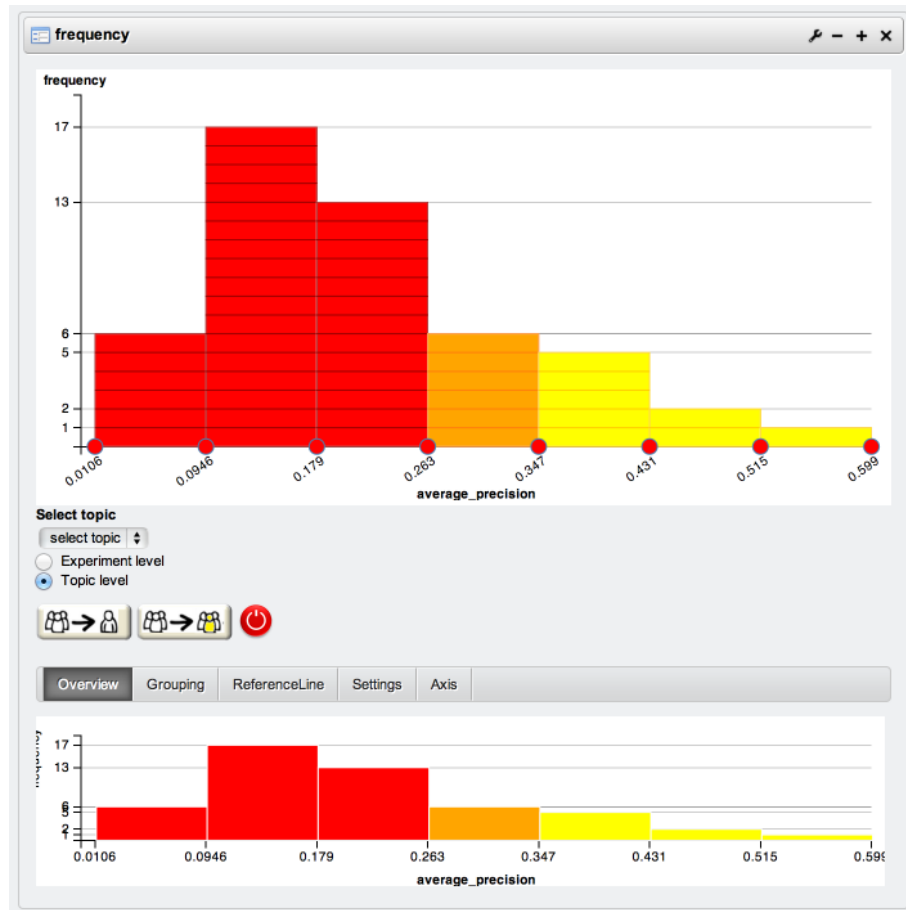 frequency
frequency
17
13
6
5
2
1
0.0106 0.0946 0.179 0.263 0.347 0.431 0.515 0.599
average_precision
Select topic
select topic
Experiment level
Topic level
Overview Grouping ReferenceLine Settings Axis
frequency
17
13
6
5
2
1
0.0106 0.0946 0.179 0.263 0.347 0.431 0.515 0.599
average_precision